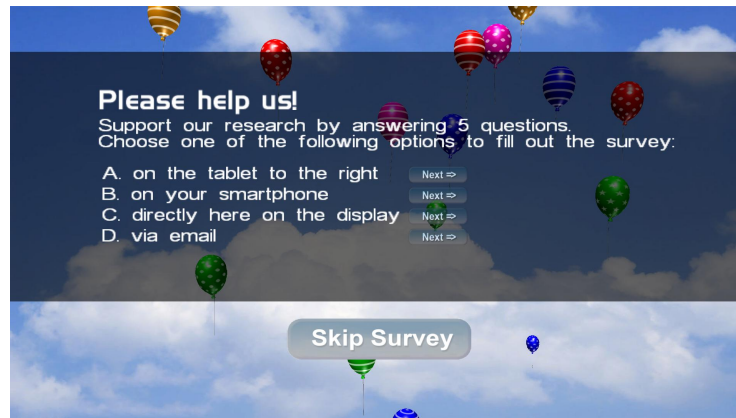 Please help us!
Support our research by answering 5 questions.
Choose one of the following options to fill out the survey:
A. on the tablet to the right Next ⇒
B. on your smartphone Next ⇒
C. directly here on the display Next ⇒
D. via email Next ⇒
Skip Survey